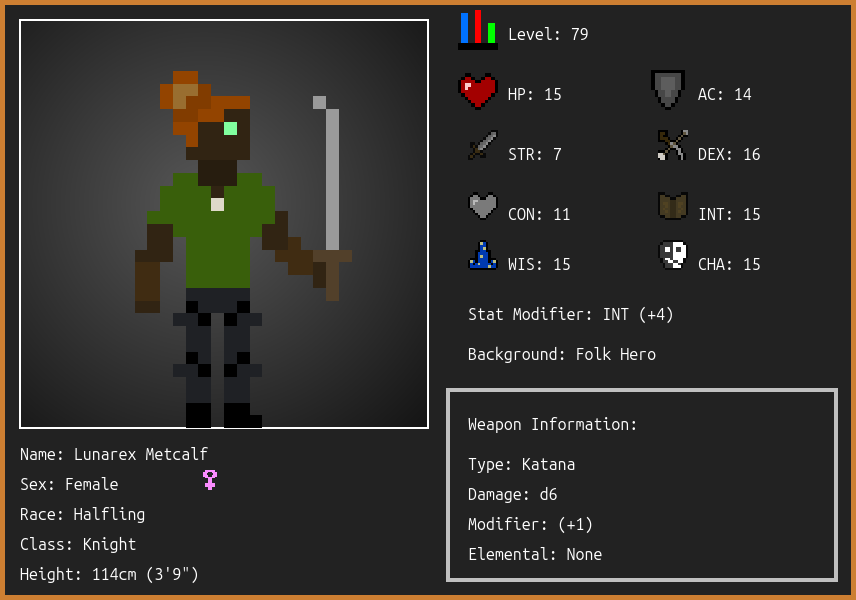 Level: 79
HP: 15
AC: 14
STR: 7
DEX: 16
CON: 11
INT: 15
WIS: 15
CHA: 15
Stat Modifier: INT (+4)
Background: Folk Hero
Weapon Information:
Type: Katana
Damage: d6
Modifier: (+1)
Elemental: None
Name: Lunarex Metcalf
Sex: Female
Race: Halfling
Class: Knight
Height: 114cm (3'9")